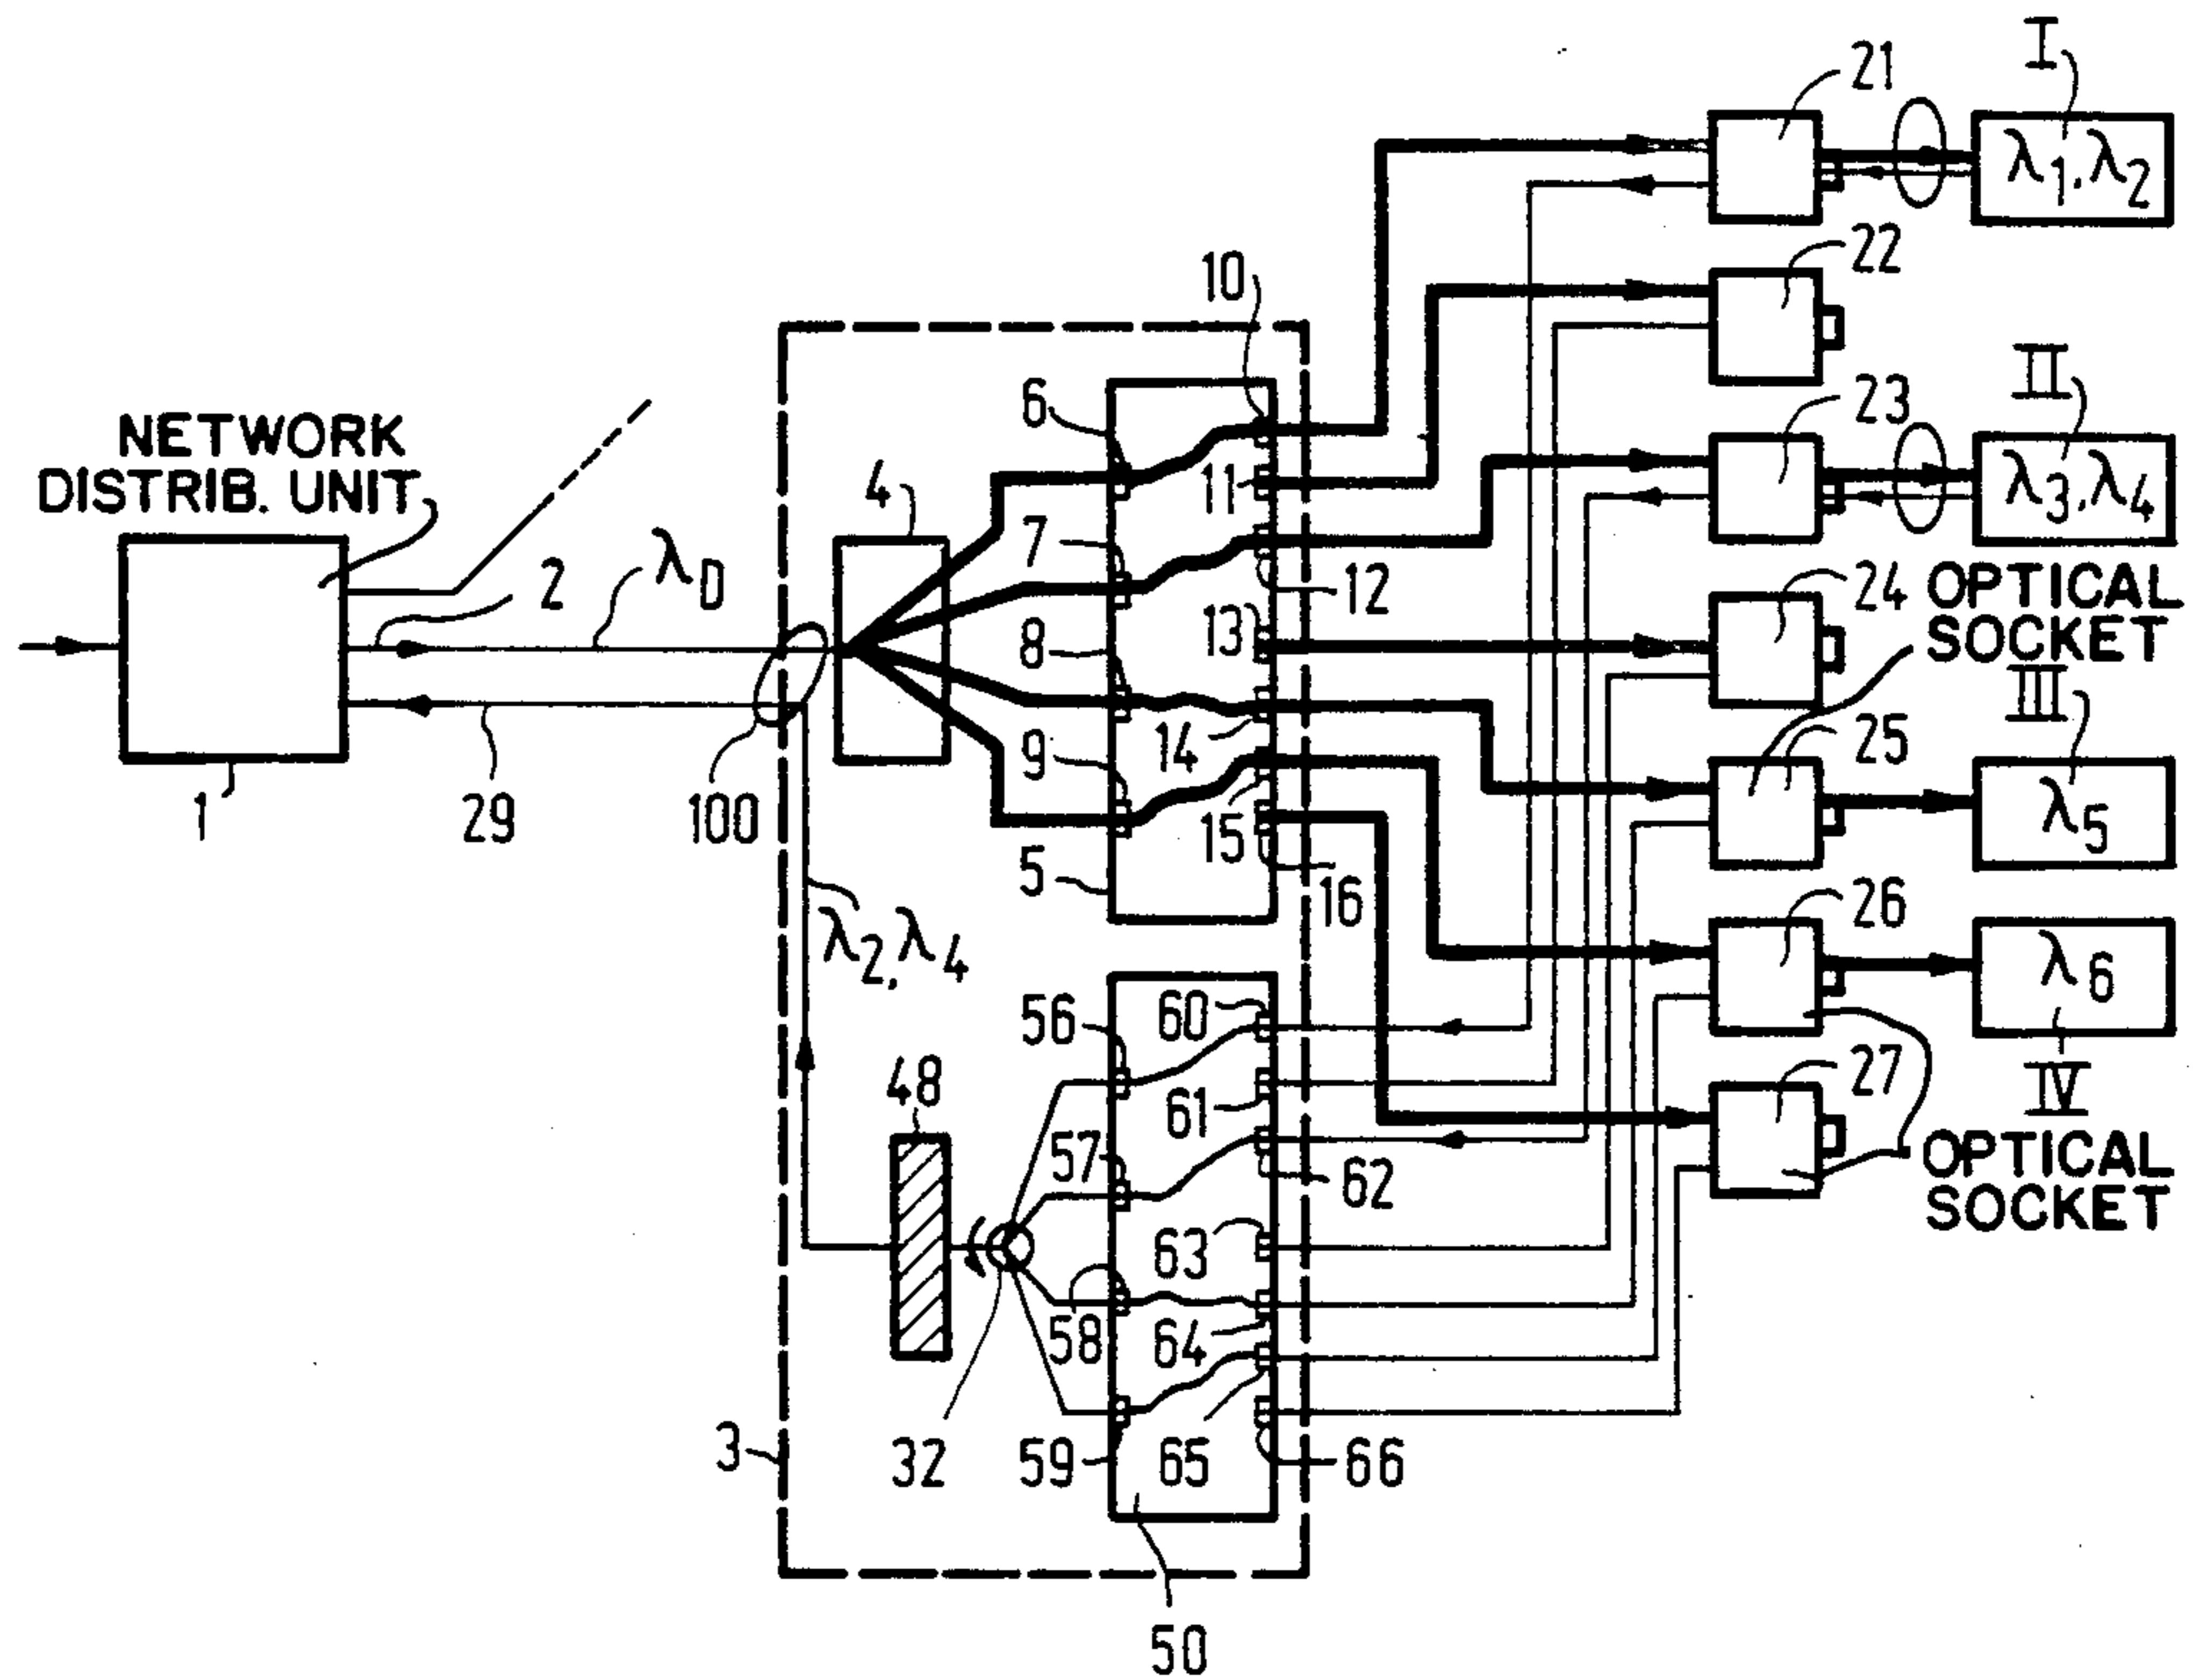 I
21
λ1, λ2
22
10
II
23
6
λ3, λ4
NETWORK
DISTRIB. UNIT
4
11
7
2
λD
12
24
OPTICAL
SOCKET
8
13
III
25
9
14
1
29
100
15
λ5
5
16
26
λ2, λ4
λ6
56
60
48
61
27
IV
57
62
OPTICAL
SOCKET
63
58
64
3
32
59
65
66
50